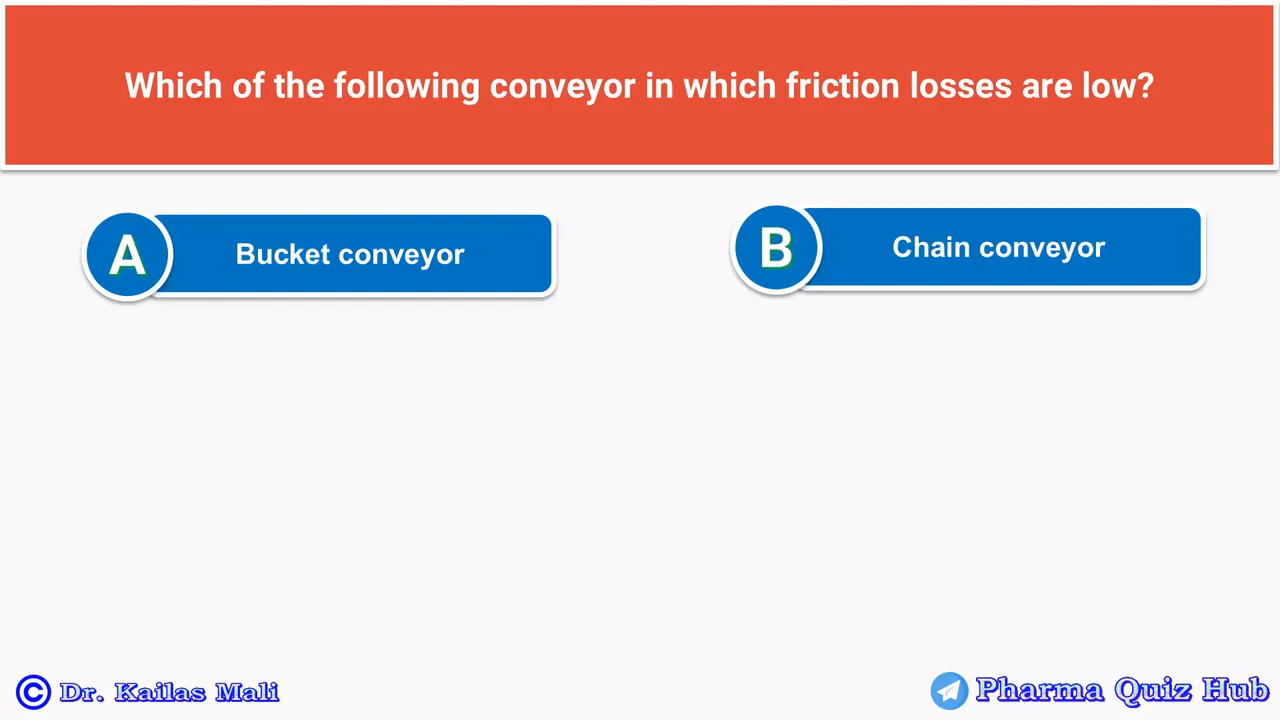 Which of the following conveyor in which friction losses are low?
A Bucket conveyor
B Chain conveyor
© Dr. Kailas Mali
Pharma Quiz Hub